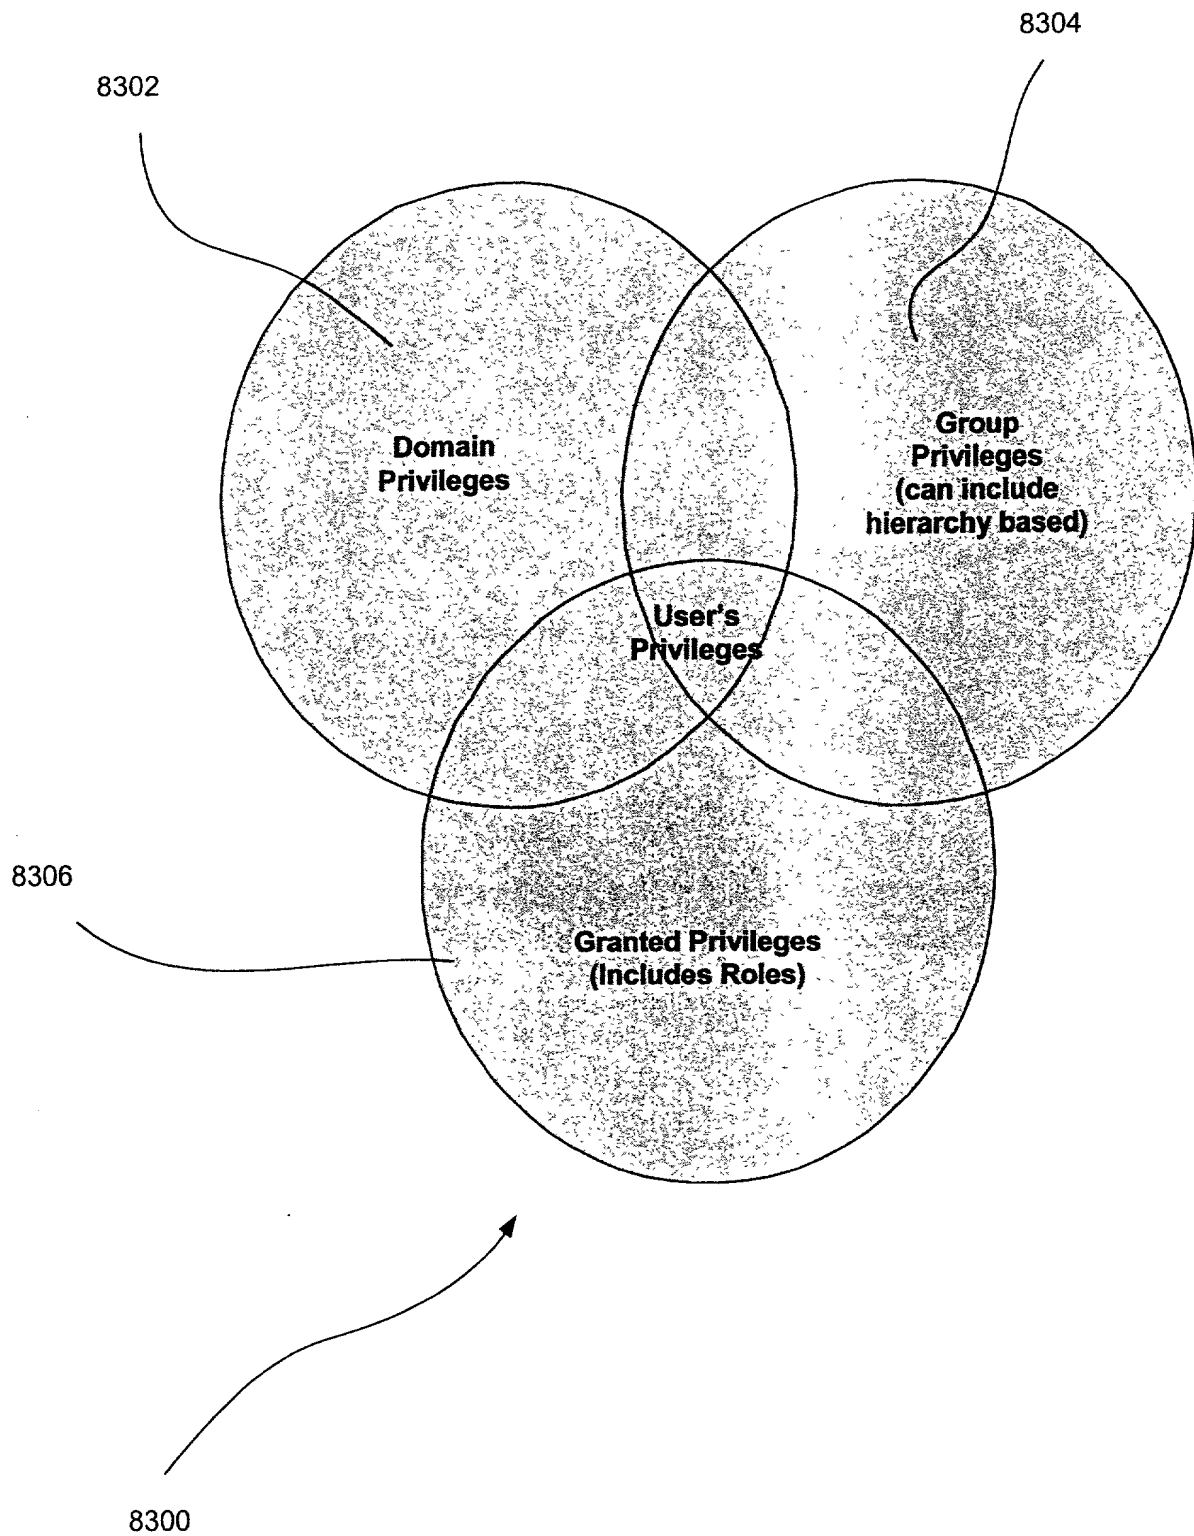 8304
8302
Domain
Privileges
Group
Privileges
(can include
hierarchy based)
User's
Privileges
8306
Granted Privileges
(Includes Roles)
8300